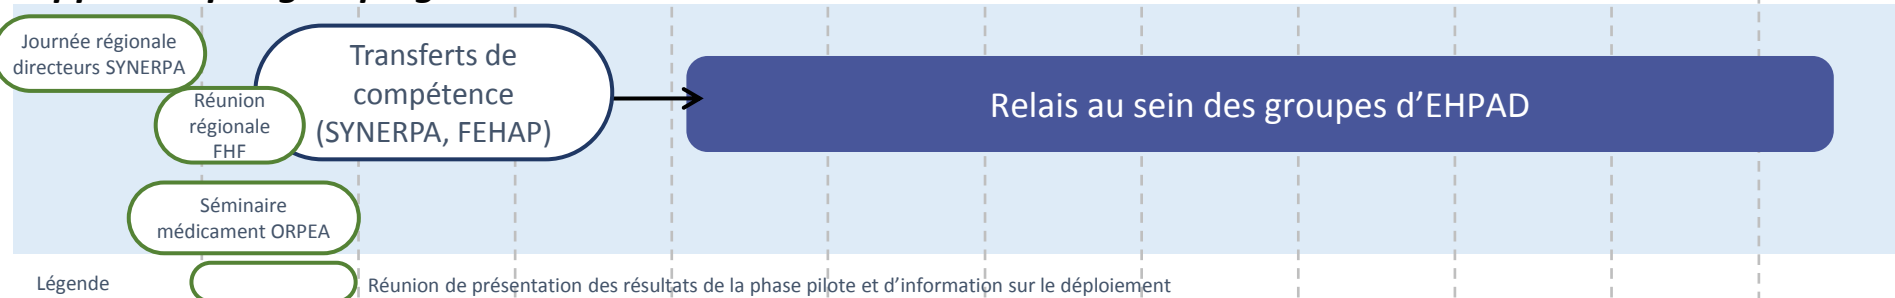 Journée régionale
directeurs SYNERPA
Réunion
régionale
FHF
Transferts de
compétence
(SYNERPA, FEHAP)
Relais au sein des groupes d’EHPAD
Séminaire
médicament ORPEA
Légende
Réunion de présentation des résultats de la phase pilote et d’information sur le déploiement